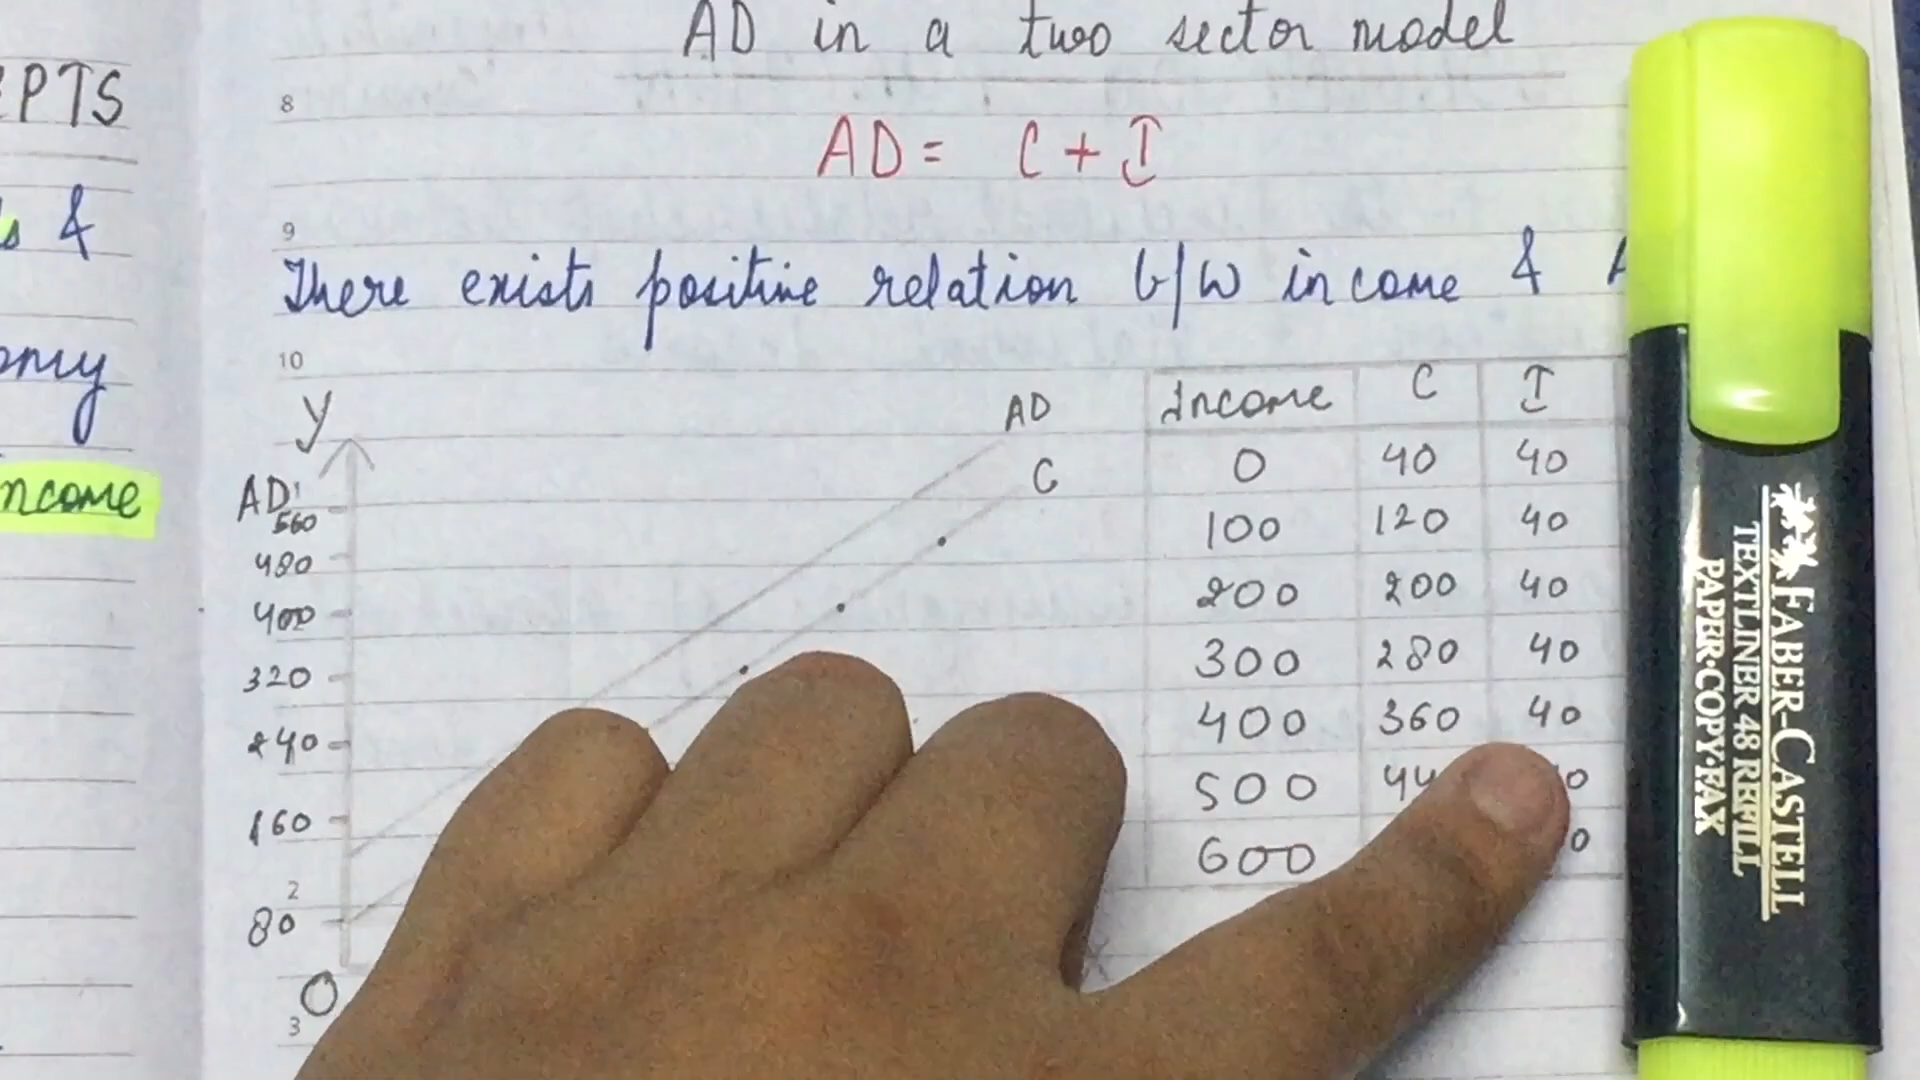 AD in a two sector model
AD = C + I
There exists positive relation b/w income &
EPTS
&
income
8
9
10
y
AD
C
AD'
560
480
400
320
240
160
80
O
2
3
Income C I
0 40 40
100 120 40
200 200 40
300 280 40
400 360 40
500
600
FABER-CASTELL
TEXTLINER 48 REFILL
PAPER·COPY·FAX